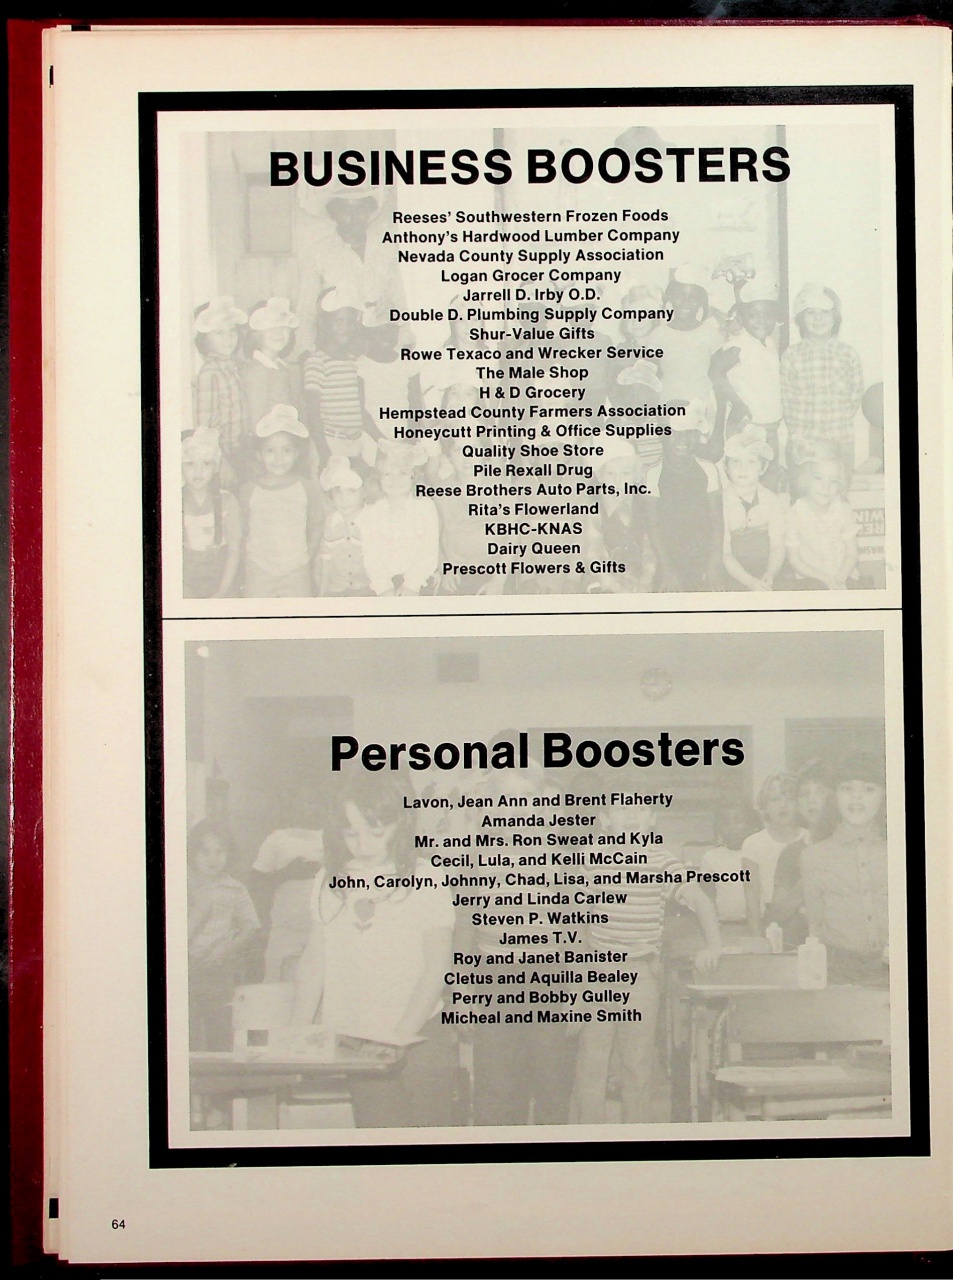 BUSINESS BOOSTERS
Reeses' Southwestern Frozen Foods
Anthony's Hardwood Lumber Company
Nevada County Supply Association
Logan Grocer Company
Jarrell D. Irby O.D.
Double D. Plumbing Supply Company
Shur-Value Gifts
Rowe Texaco and Wrecker Service
The Male Shop
H & D Grocery
Hempstead County Farmers Association
Honeycutt Printing & Office Supplies
Quality Shoe Store
Pile Rexall Drug
Reese Brothers Auto Parts, Inc.
Rita's Flowerland
KBHC-KNAS
Dairy Queen
Prescott Flowers & Gifts
Personal Boosters
Lavon, Jean Ann and Brent Flaherty
Amanda Jester
Mr. and Mrs. Ron Sweat and Kyla
Cecil, Lula, and Kelli McCain
John, Carolyn, Johnny, Chad, Lisa, and Marsha Prescott
Jerry and Linda Carlew
Steven P. Watkins
James T.V.
Roy and Janet Banister
Cletus and Aquilla Bealey
Perry and Bobby Gulley
Micheal and Maxine Smith
64